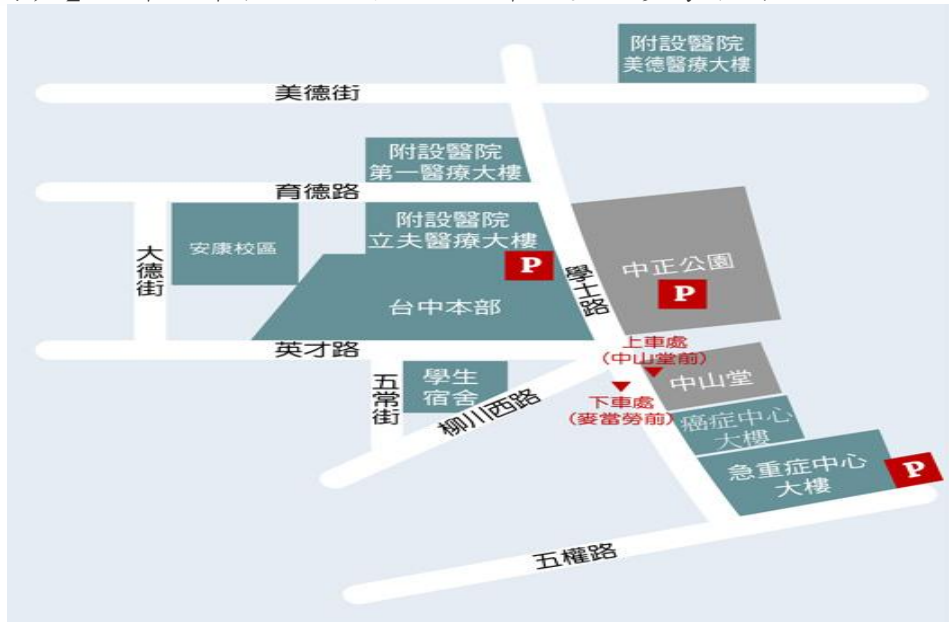 附設醫院
美德醫療大樓
美德街
附設醫院
第一醫療大樓
育德路
附設醫院
立夫醫療大樓
P
大德街
安康校區
台中本部
學士路
中正公園
P
英才路
上車處
(中山堂前)
五常街
學生
宿舍
柳川西路
下車處
(麥當勞前)
中山堂
癌症中心
大樓
急重症中心
大樓
P
五權路